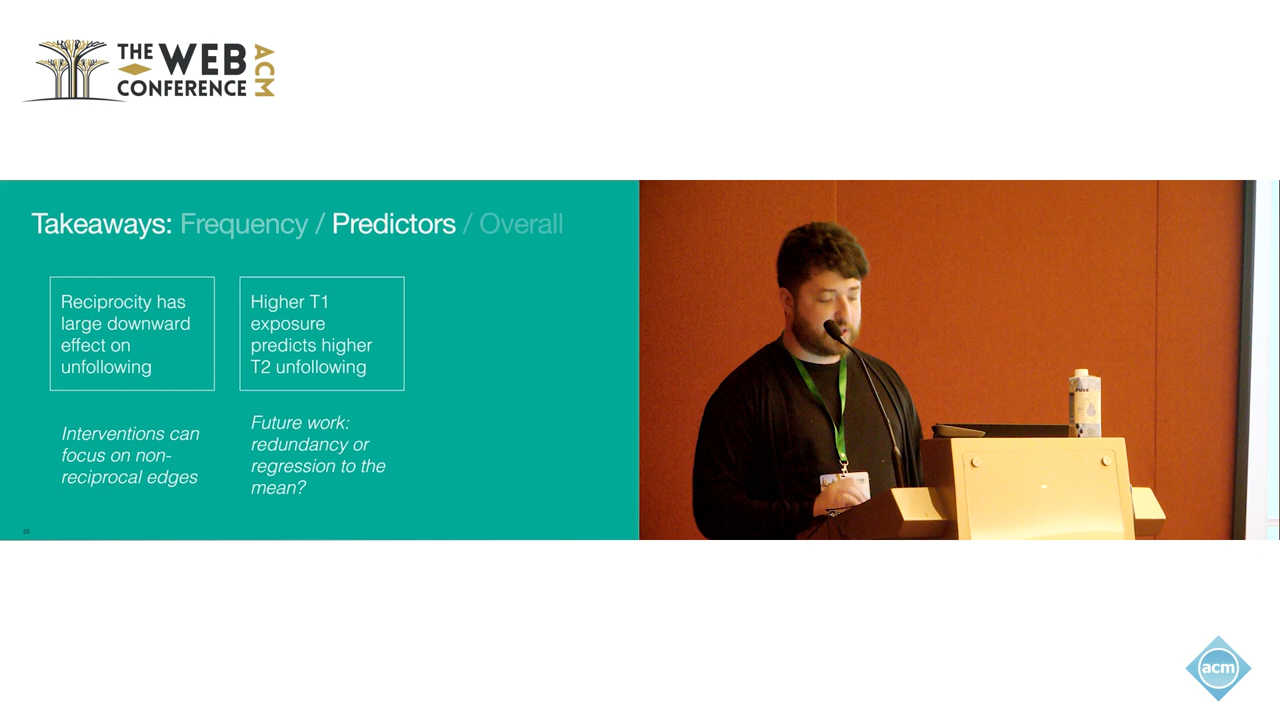 THE WEB
CONFERENCE
ACM
Takeaways: Frequency / Predictors / Overall
Reciprocity has
large downward
effect on
unfollowing
Higher T1
exposure
predicts higher
T2 unfollowing
Interventions can
focus on non-
reciprocal edges
Future work:
redundancy or
regression to the
mean?
acm